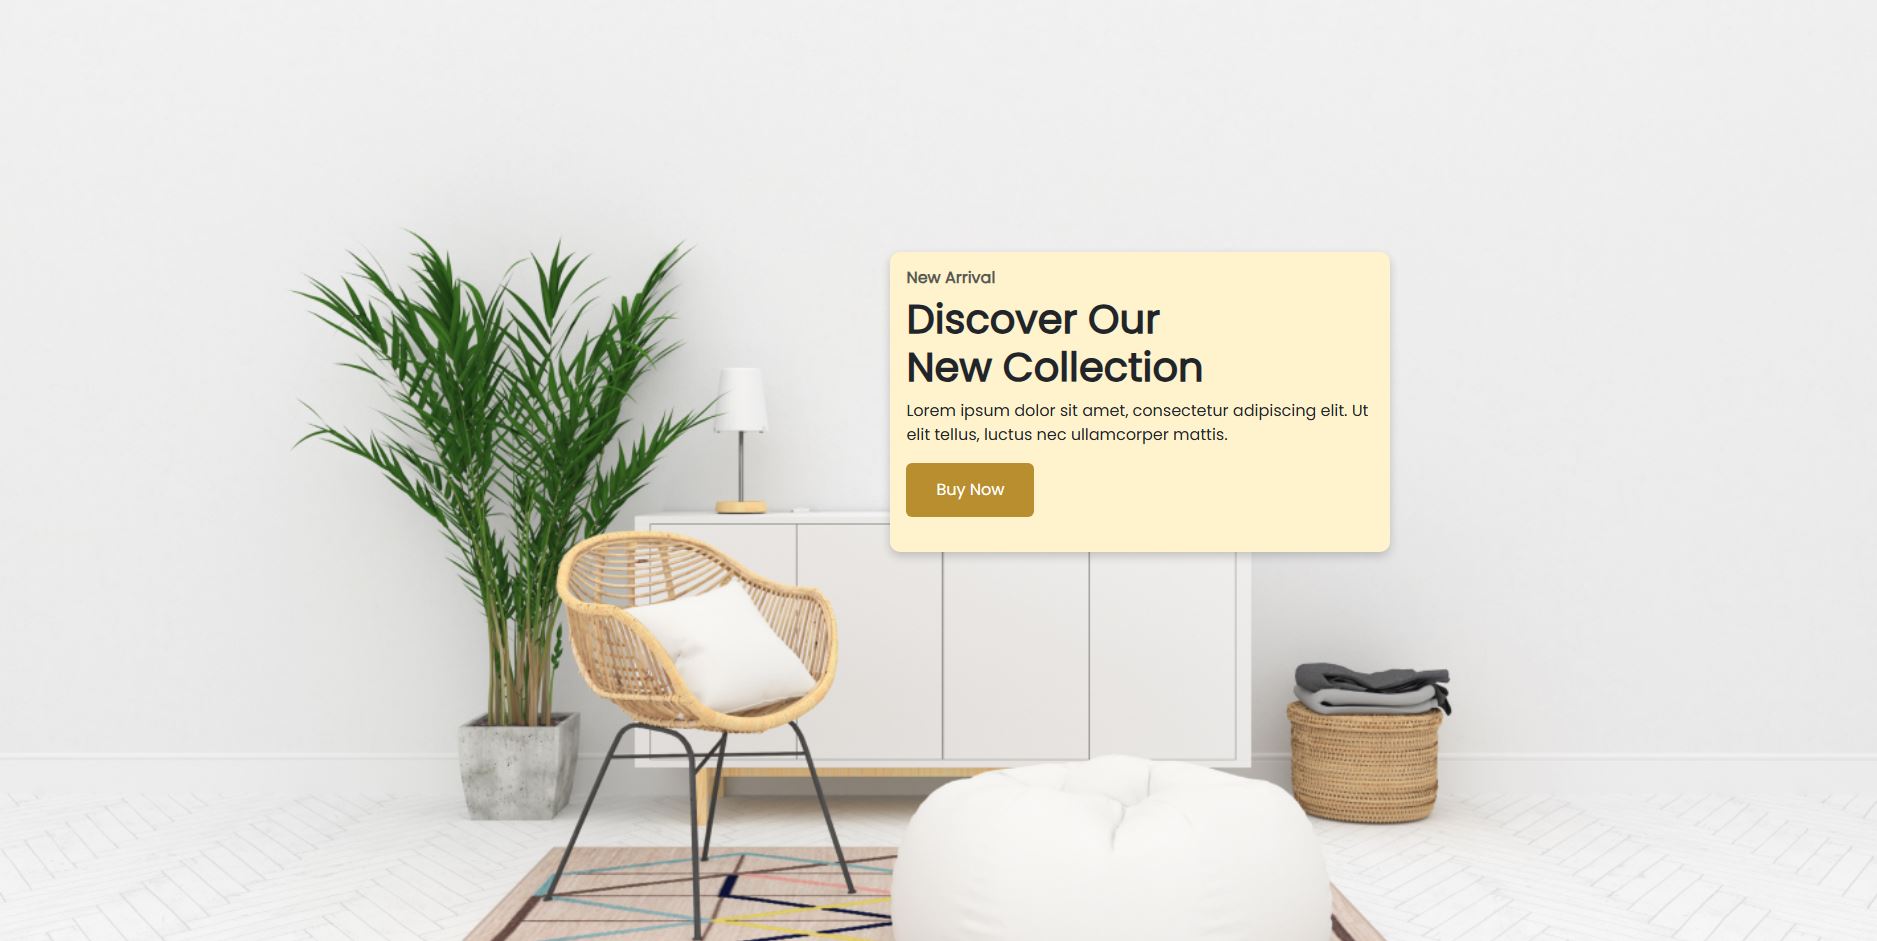 New Arrival
Discover Our
New Collection
Lorem ipsum dolor sit amet, consectetur adipiscing elit. Ut
elit tellus, luctus nec ullamcorper mattis.
Buy Now